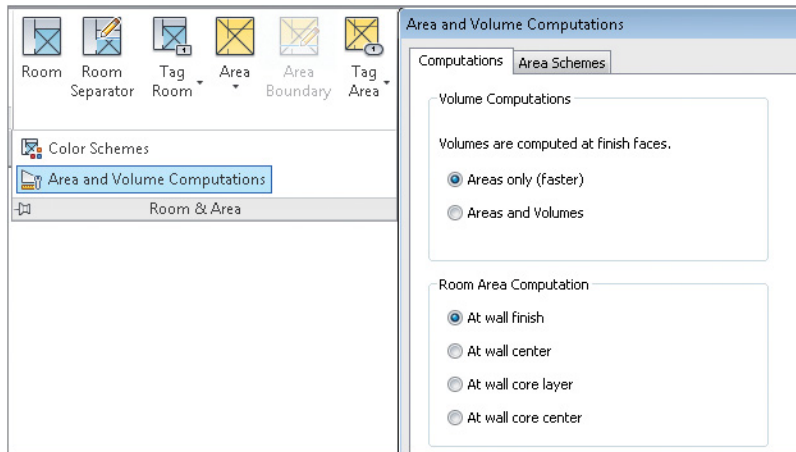 Room
Room Separator
Tag Room
Area
Area Boundary
Tag Area
Color Schemes
Area and Volume Computations
Room & Area
Area and Volume Computations
Computations
Area Schemes
Volume Computations
Volumes are computed at finish faces.
Areas only (faster)
Areas and Volumes
Room Area Computation
At wall finish
At wall center
At wall core layer
At wall core center